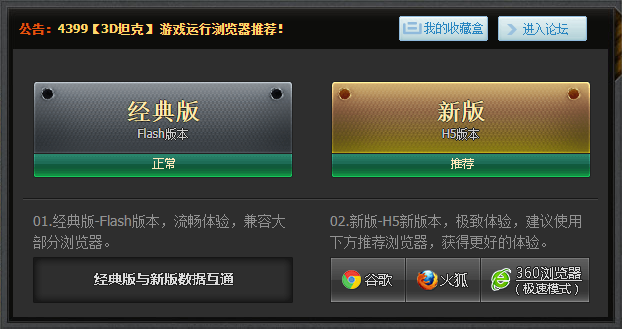 公告：4399【3D坦克】游戏运行浏览器推荐！
我的收藏盒
进入论坛
经典版
Flash版本
正常
新版
H5版本
推荐
01.经典版-Flash版本，流畅体验，兼容大
部分浏览器。
02.新版-H5新版本，极致体验，建议使用
下方推荐浏览器，获得更好的体验。
经典版与新版数据互通
谷歌
火狐
360浏览器
（极速模式）